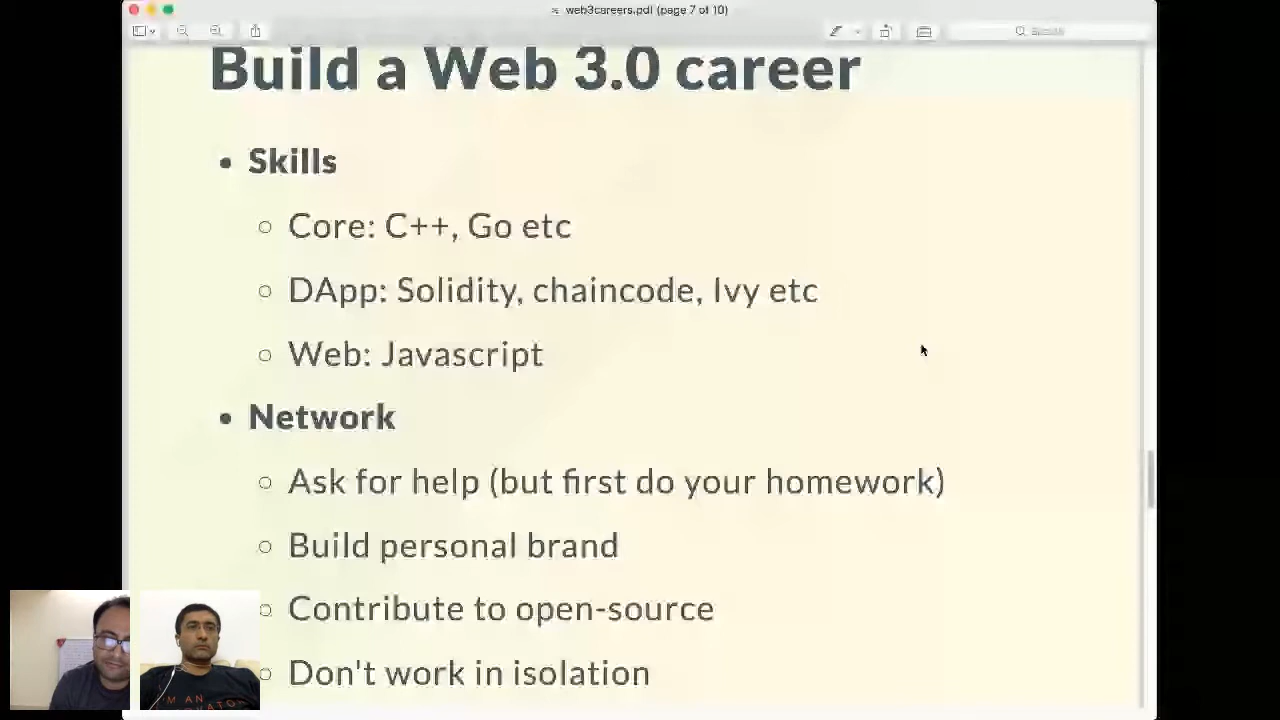 web3careers.pdf (page 7 of 10)
Search
Build a Web 3.0 career
Skills
Core: C++, Go etc
DApp: Solidity, chaincode, Ivy etc
Web: Javascript
Network
Ask for help (but first do your homework)
Build personal brand
Contribute to open-source
Don't work in isolation
I'M AN